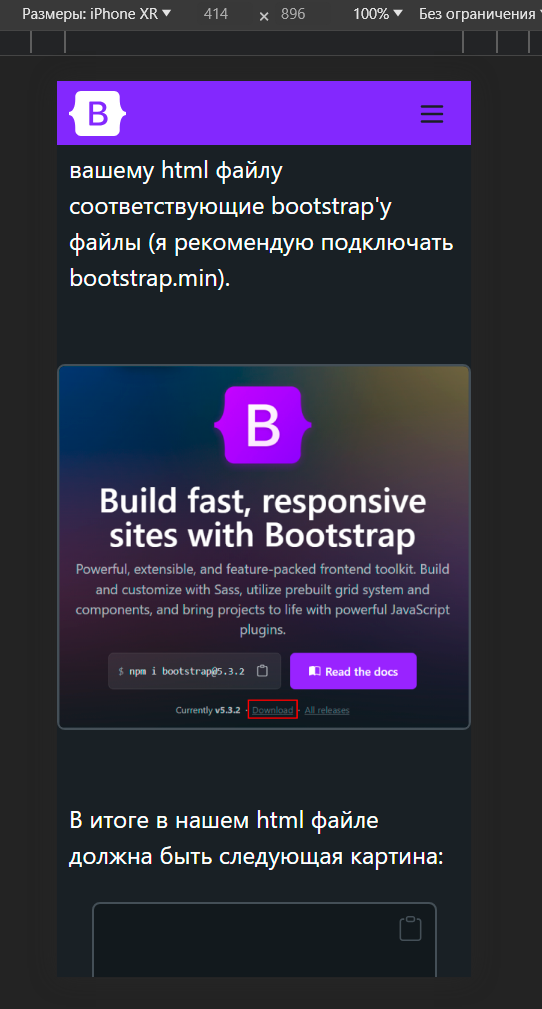 Размеры: iPhone XR 414 × 896 100% Без ограничения
B
вашему html файлу
соответствующие bootstrap'у
файлы (я рекомендую подключать
bootstrap.min).
B
Build fast, responsive
sites with Bootstrap
Powerful, extensible, and feature-packed frontend toolkit. Build
and customize with Sass, utilize prebuilt grid system and
components, and bring projects to life with powerful JavaScript
plugins.
$ npm i bootstrap@5.3.2 Read the docs
Currently v5.3.2 · Download · All releases
В итоге в нашем html файле
должна быть следующая картина: